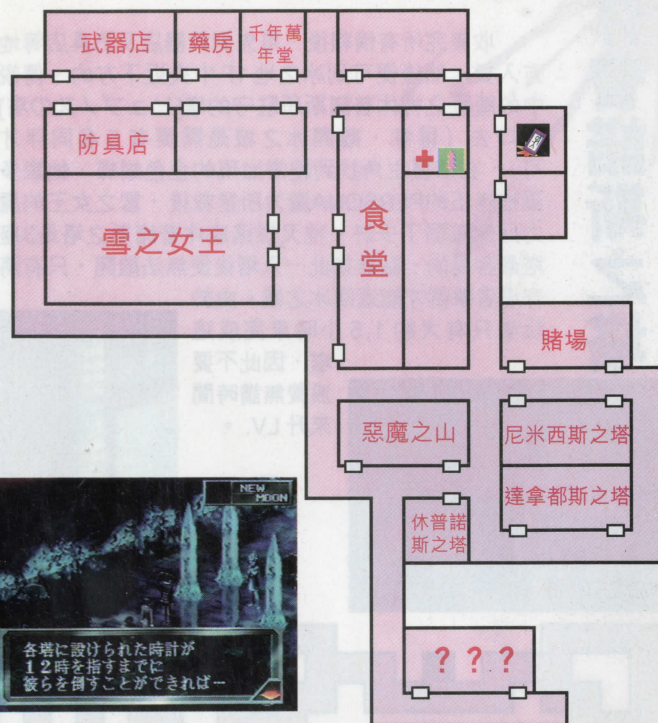 武器店
藥房
千年萬
年堂
防具店
雪之女王
食堂
賭場
惡魔之山
尼米西斯之塔
達拿都斯之塔
休普諾
斯之塔
？？？
NEW
MOON
各塔に設けられた時計が
１２時を指すまでに
彼らを倒すことができればー